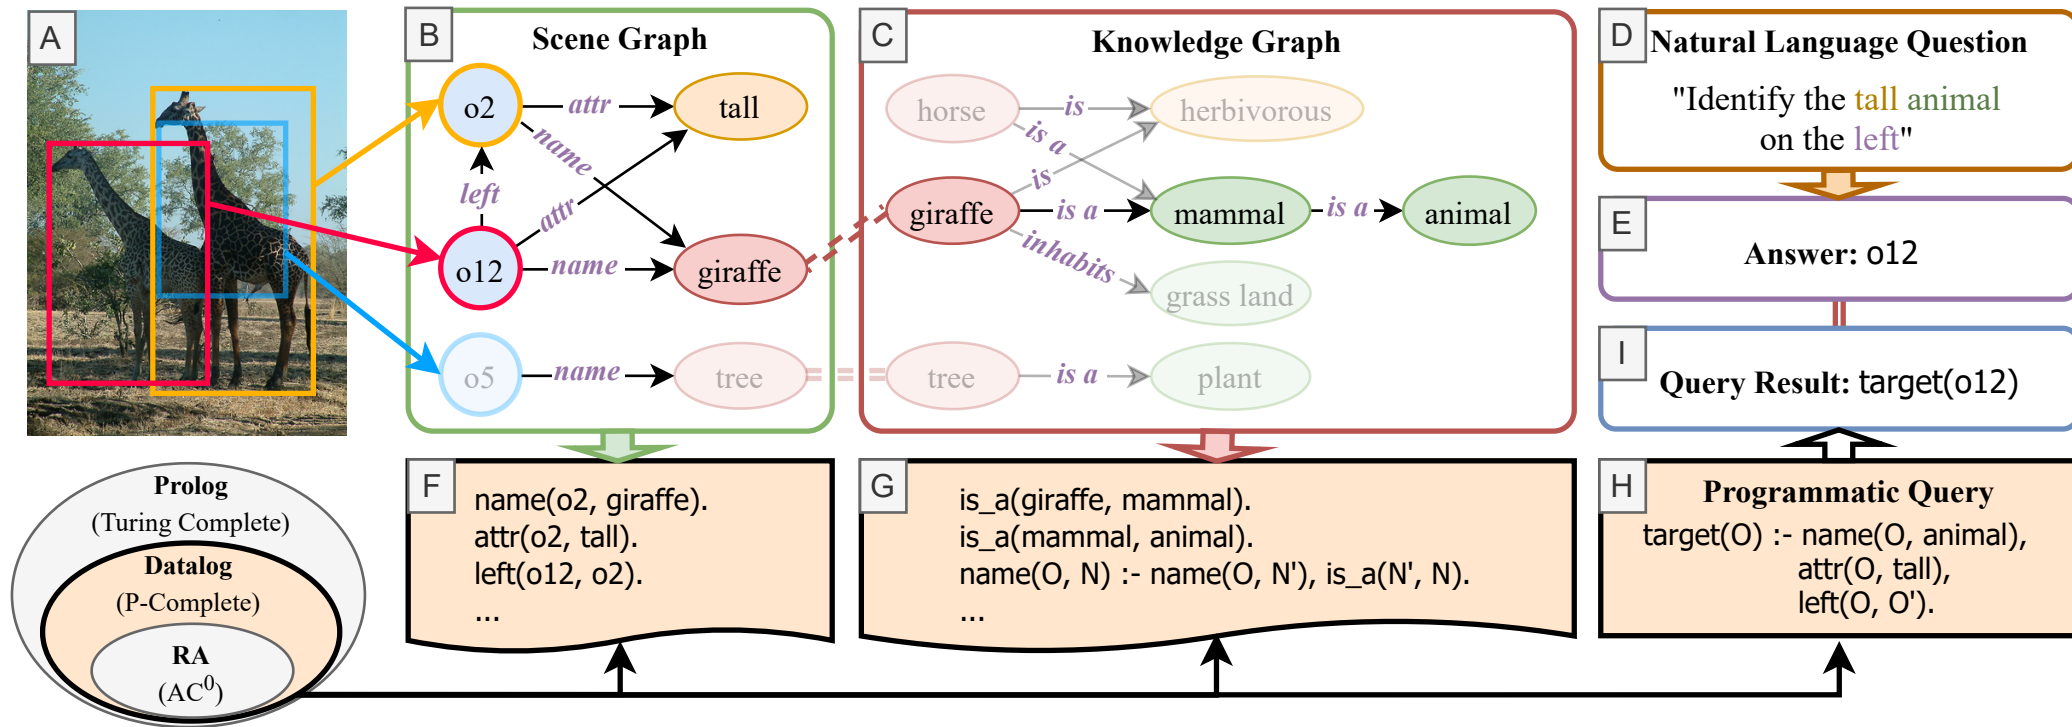 A
B
Scene Graph
o2
attr
tall
name
left
attr
o12
name
giraffe
o5
name
tree
C
Knowledge Graph
horse
is
herbivorous
is a
is
giraffe
is a
mammal
is a
animal
inhabits
grass land
tree
is a
plant
D
Natural Language Question
"Identify the tall animal
on the left"
E
Answer: o12
I
Query Result: target(o12)
Prolog
(Turing Complete)
Datalog
(P-Complete)
RA
(AC⁰)
F
name(o2, giraffe).
attr(o2, tall).
left(o12, o2).
...
G
is_a(giraffe, mammal).
is_a(mammal, animal).
name(O, N) :- name(O, N'), is_a(N', N).
...
H
Programmatic Query
target(O) :- name(O, animal),
attr(O, tall),
left(O, O').